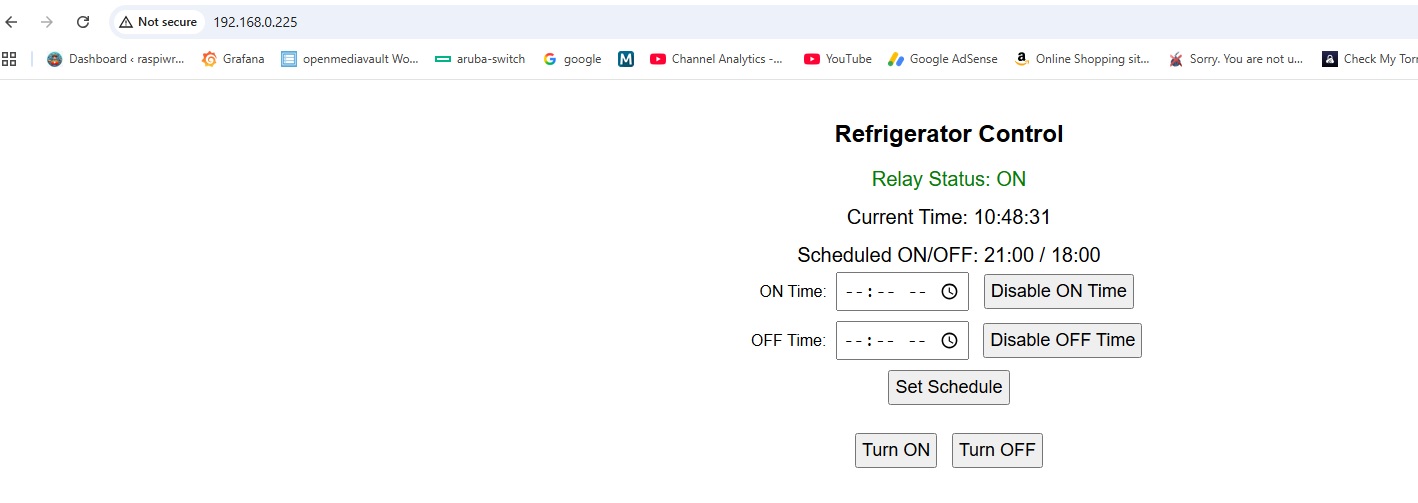 Not secure 192.168.0.225
Dashboard ‹ raspiwr... Grafana openmediavault Wo... aruba-switch google M Channel Analytics -... YouTube Google AdSense Online Shopping sit... Sorry. You are not u... Check My Torr
Refrigerator Control
Relay Status: ON
Current Time: 10:48:31
Scheduled ON/OFF: 21:00 / 18:00
ON Time: --:-- -- Disable ON Time
OFF Time: --:-- -- Disable OFF Time
Set Schedule
Turn ON Turn OFF